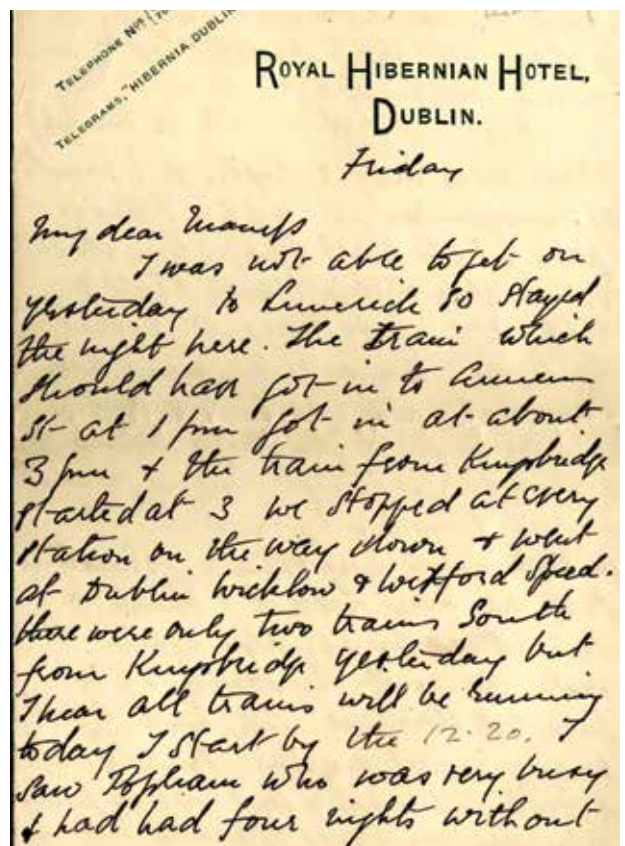 TELEPHONE NOS
TELEGRAMS, "HIBERNIA DUBLIN
ROYAL HIBERNIAN HOTEL,
DUBLIN.
Friday
My dear
I was not able to get on
yesterday to Limerick so stayed
the night here. The train which
should have got in to Amiens
St at 1 pm got in at about
3 pm & the train from Kingsbridge
started at 3 we stopped at every
station on the way down & went
at Dublin Wicklow & Wexford speed.
there were only two trains South
from Kingsbridge yesterday but
I hear all trains will be running
today I start by the 12.20. I
saw Popham who was very busy
& had had four nights without